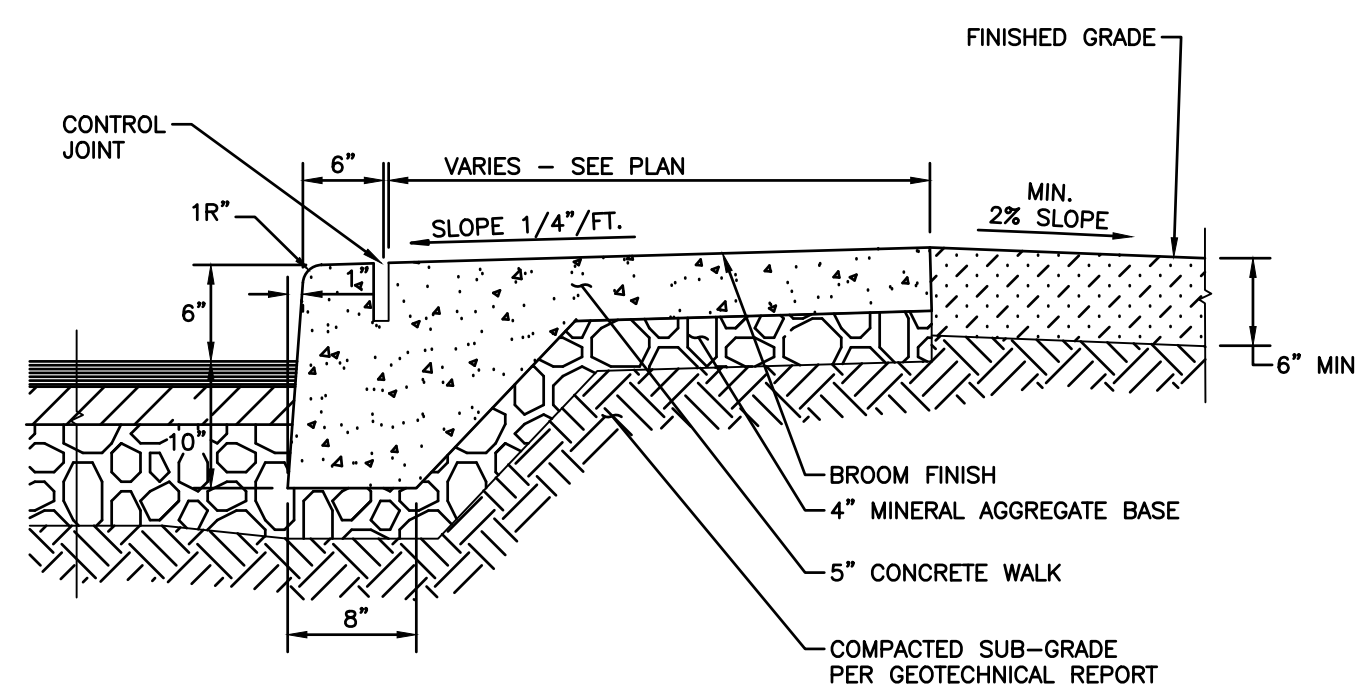 FINISHED GRADE
CONTROL
JOINT
6"
VARIES - SEE PLAN
MIN.
2% SLOPE
1R"
SLOPE 1/4"/FT.
1"
6"
6" MIN
10"
BROOM FINISH
4" MINERAL AGGREGATE BASE
5" CONCRETE WALK
8"
COMPACTED SUB-GRADE
PER GEOTECHNICAL REPORT